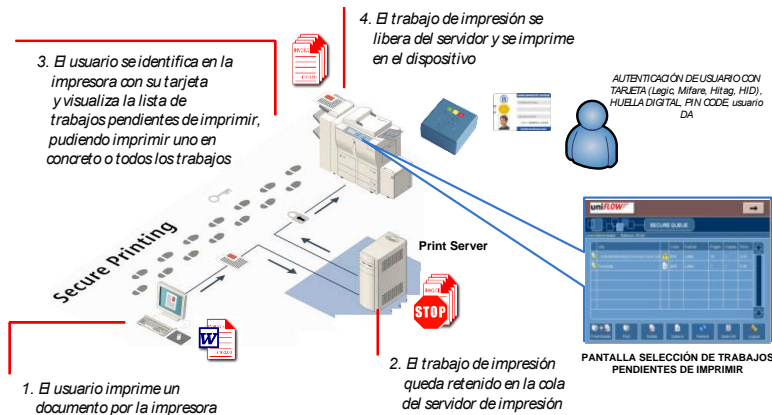 4. El trabajo de impresión se
libera del servidor y se imprime
en el dispositivo
3. El usuario se identifica en la
impresora con su tarjeta
y visualiza la lista de
trabajos pendientes de imprimir,
pudiendo imprimir uno en
concreto o todos los trabajos
INVOICE
AUTENTICACIÓN DE USUARIO CON
TARJETA (Legic, Mifare, Hitag, HID),
HUELLA DIGITAL, PIN CODE, usuario
DA
Secure Printing
Print Server
uniFLOW
SECURE QUEUE
STOP
W
PANTALLA SELECCIÓN DE TRABAJOS
PENDIENTES DE IMPRIMIR
1. El usuario imprime un
documento por la impresora
2. El trabajo de impresión
queda retenido en la cola
del servidor de impresión